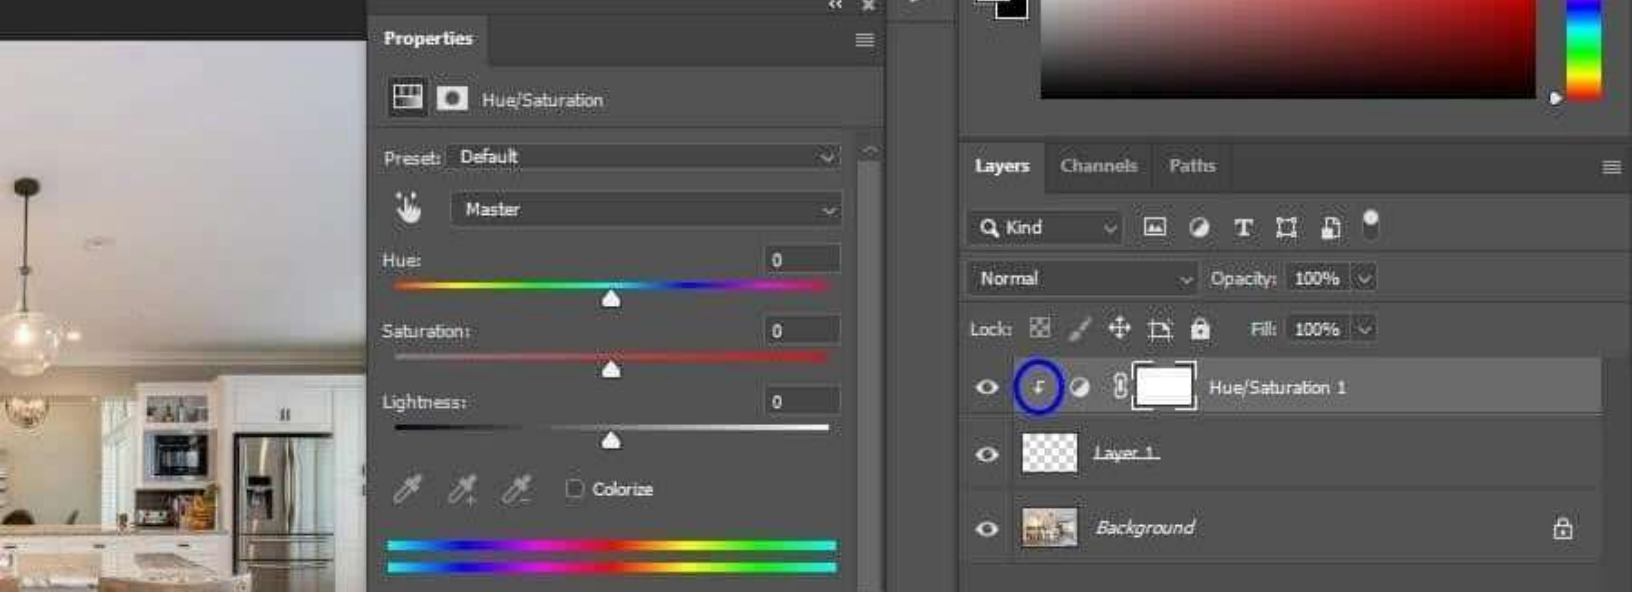 Properties
Hue/Saturation
Preset: Default
Master
Hue: 0
Saturation: 0
Lightness: 0
Colorize
Layers Channels Paths
Kind
Normal Opacity: 100%
Lock: Fill: 100%
Hue/Saturation 1
Layer 1
Background